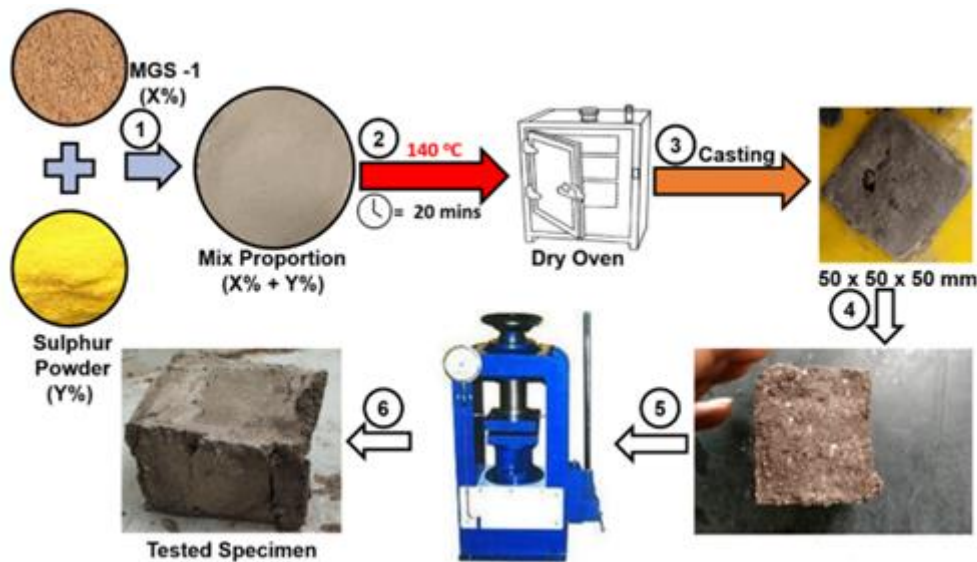 MGS -1
(X%)
1
2
140 ℃
= 20 mins
3
Casting
Mix Proportion
(X% + Y%)
Dry Oven
50 x 50 x 50 mm
4
Sulphur
Powder
(Y%)
5
6
Tested Specimen